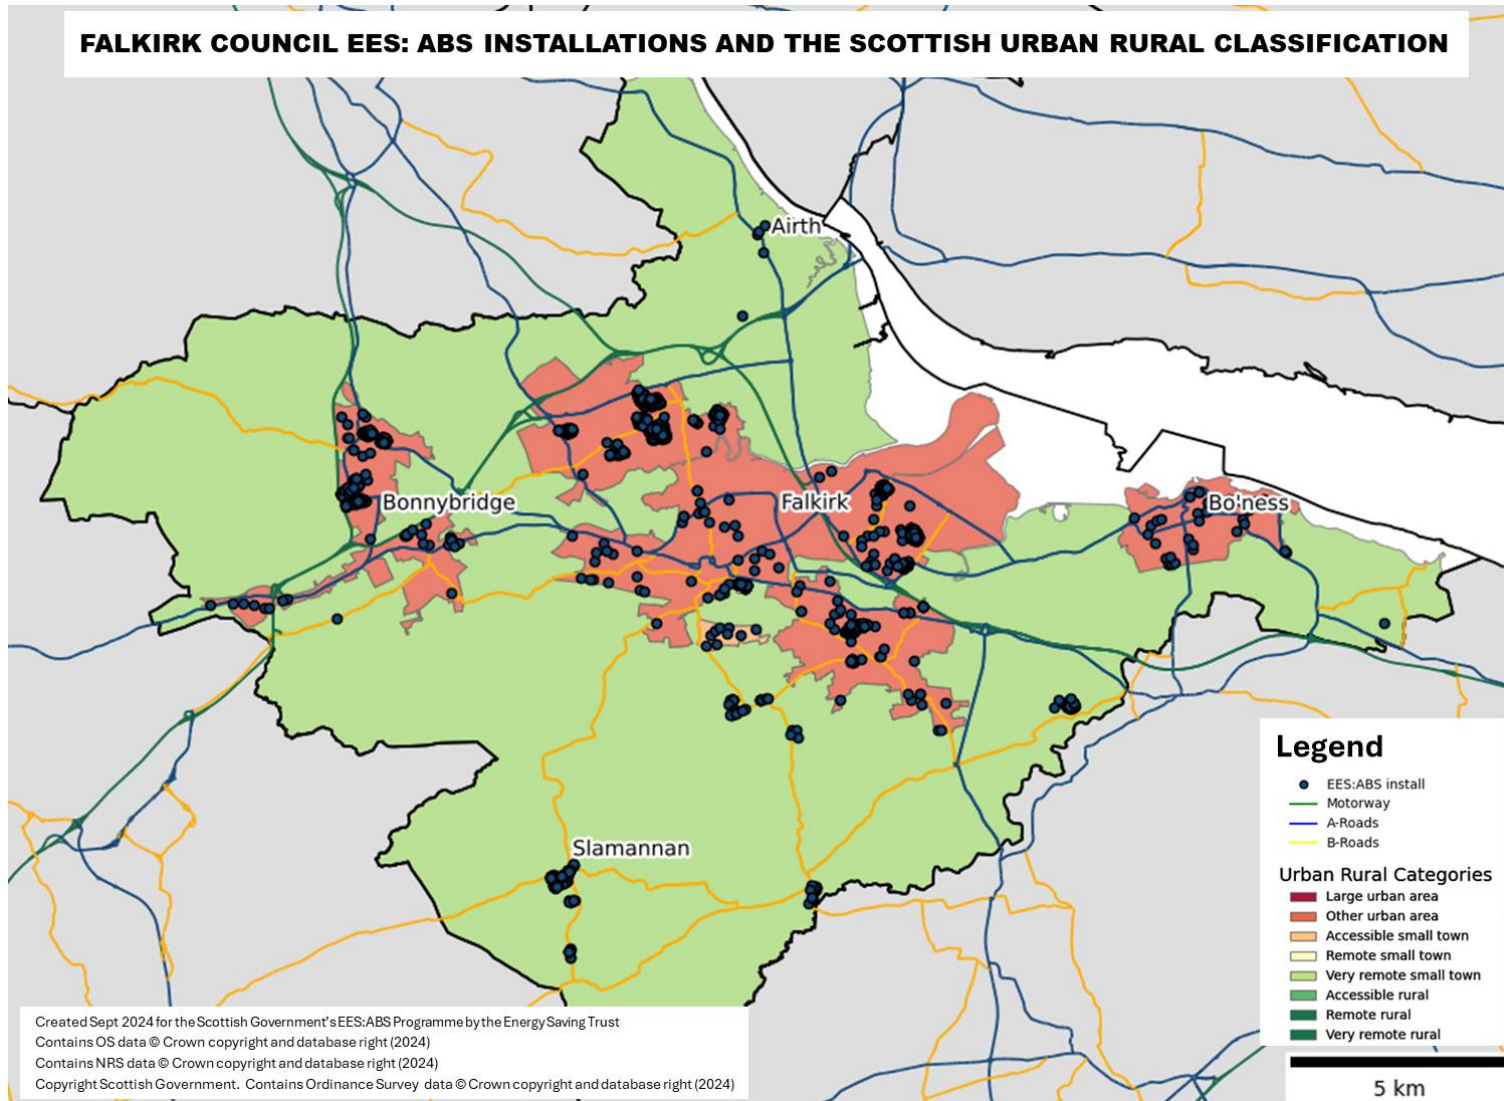 FALKIRK COUNCIL EES: ABS INSTALLATIONS AND THE SCOTTISH URBAN RURAL CLASSIFICATION
Airth
Bonnybridge
Falkirk
Bo'ness
Slamannan
Legend
EES:ABS install
Motorway
A-Roads
B-Roads
Urban Rural Categories
Large urban area
Other urban area
Accessible small town
Remote small town
Very remote small town
Accessible rural
Remote rural
Very remote rural
5 km
Created Sept 2024 for the Scottish Government's EES:ABS Programme by the Energy Saving Trust
Contains OS data © Crown copyright and database right (2024)
Contains NRS data © Crown copyright and database right (2024)
Copyright Scottish Government. Contains Ordinance Survey data © Crown copyright and database right (2024)